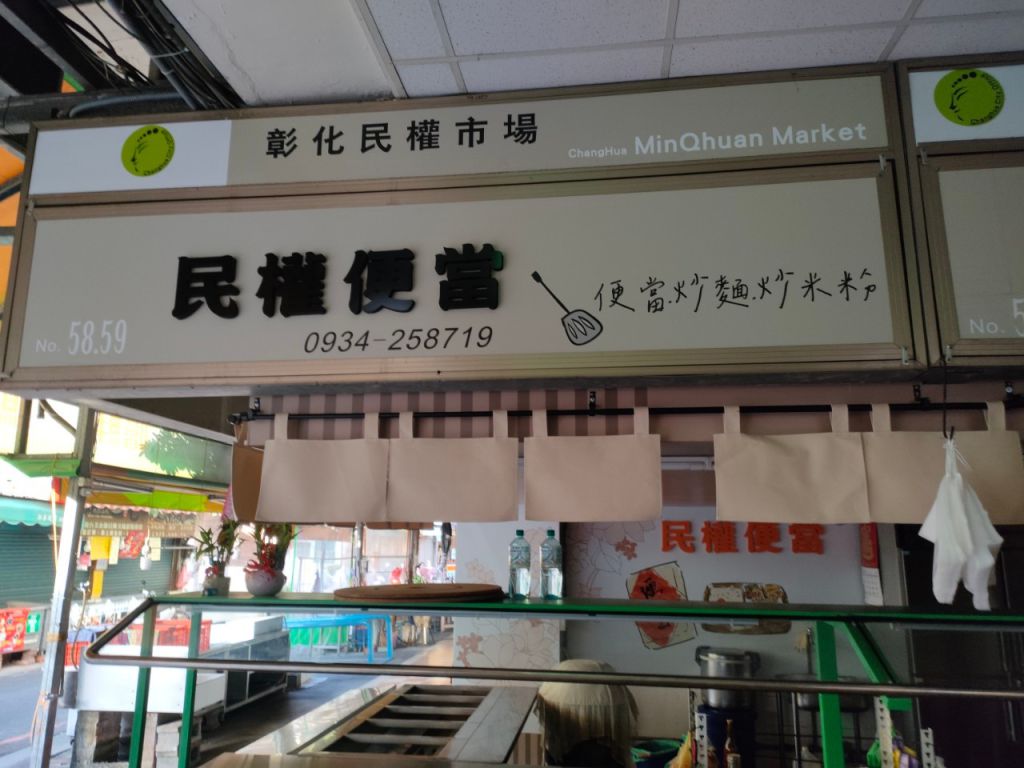 彰化民權市場
ChangHua MinQhuan Market
民權便當
便當.炒麵.炒米粉
No. 58.59
0934-258719
No. 5
民權便當